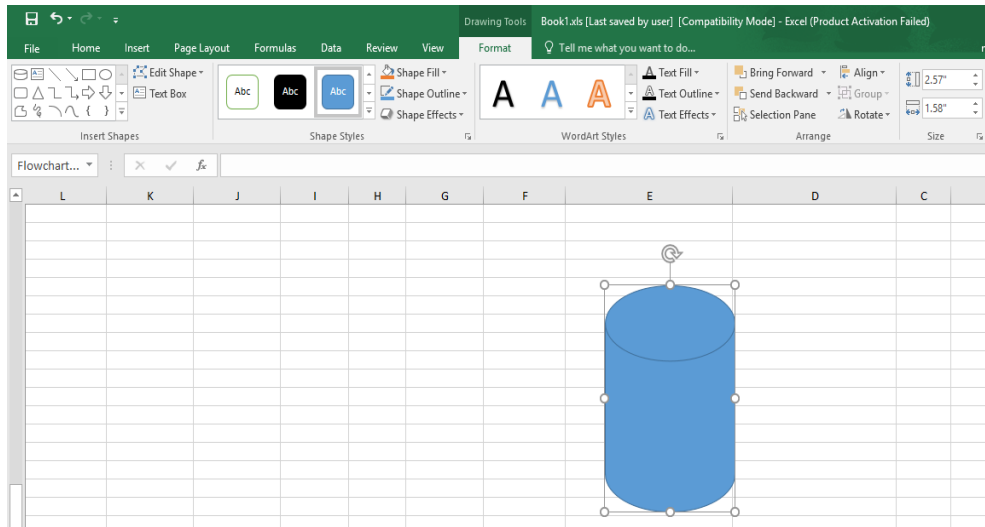 Drawing Tools Book1.xls [Last saved by user] [Compatibility Mode] - Excel (Product Activation Failed)
File Home Insert Page Layout Formulas Data Review View Format Tell me what you want to do...
Edit Shape
Text Box
Insert Shapes
Abc Abc Abc
Shape Fill
Shape Outline
Shape Effects
Shape Styles
A A A
Text Fill
Text Outline
Text Effects
WordArt Styles
Bring Forward
Send Backward
Selection Pane
Align
Group
Rotate
Arrange
2.57"
1.58"
Size
Flowchart... fx
L K J I H G F E D C